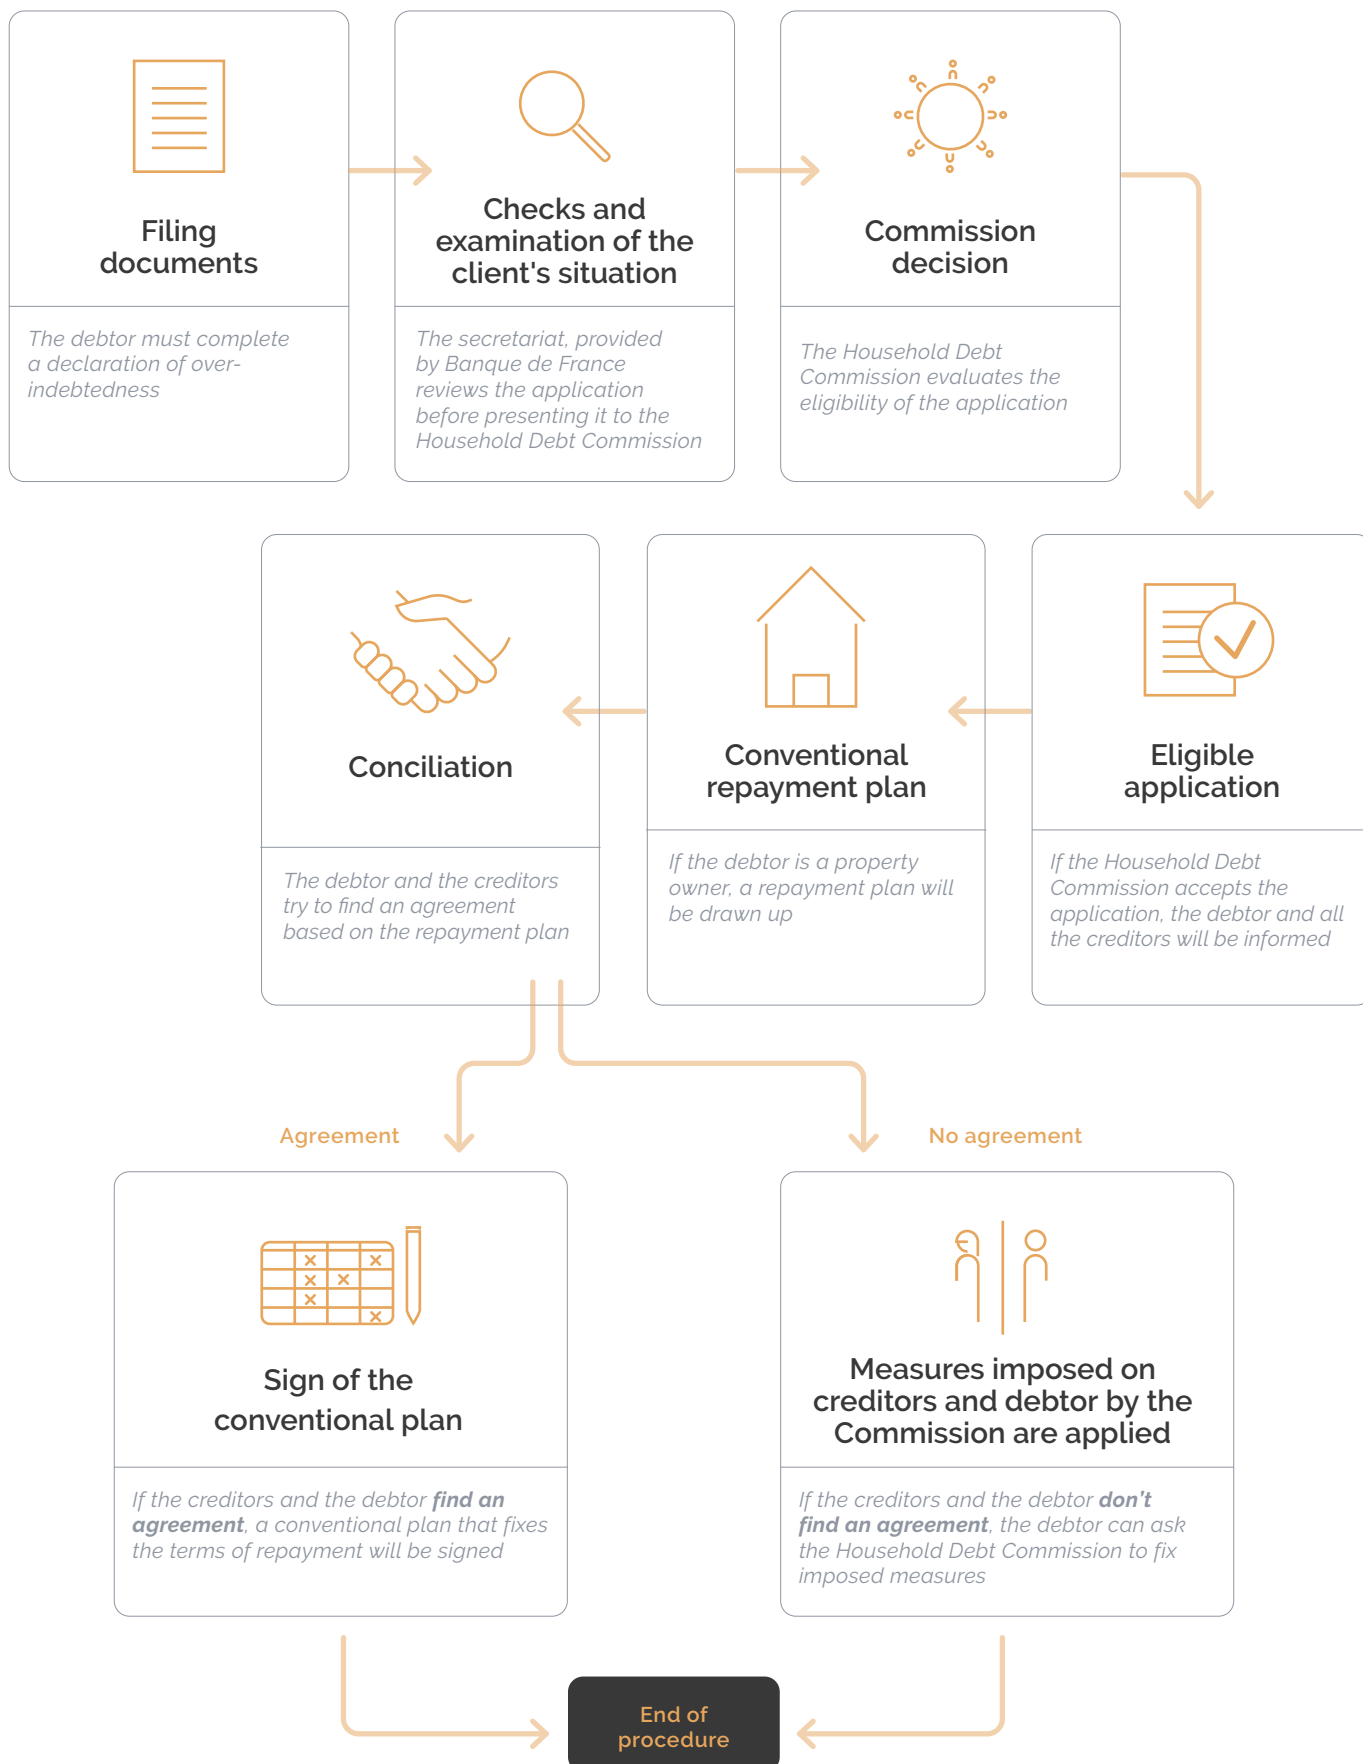 Filing
documents
The debtor must complete
a declaration of over-
indebtedness
Checks and
examination of the
client's situation
The secretariat, provided
by Banque de France
reviews the application
before presenting it to the
Household Debt Commission
Commission
decision
The Household Debt
Commission evaluates the
eligibility of the application
Eligible
application
If the Household Debt
Commission accepts the
application, the debtor and all
the creditors will be informed
Conventional
repayment plan
If the debtor is a property
owner, a repayment plan will
be drawn up
Conciliation
The debtor and the creditors
try to find an agreement
based on the repayment plan
Agreement
No agreement
Sign of the
conventional plan
If the creditors and the debtor find an
agreement, a conventional plan that fixes
the terms of repayment will be signed
Measures imposed on
creditors and debtor by the
Commission are applied
If the creditors and the debtor don’t
find an agreement, the debtor can ask
the Household Debt Commission to fix
imposed measures
End of
procedure